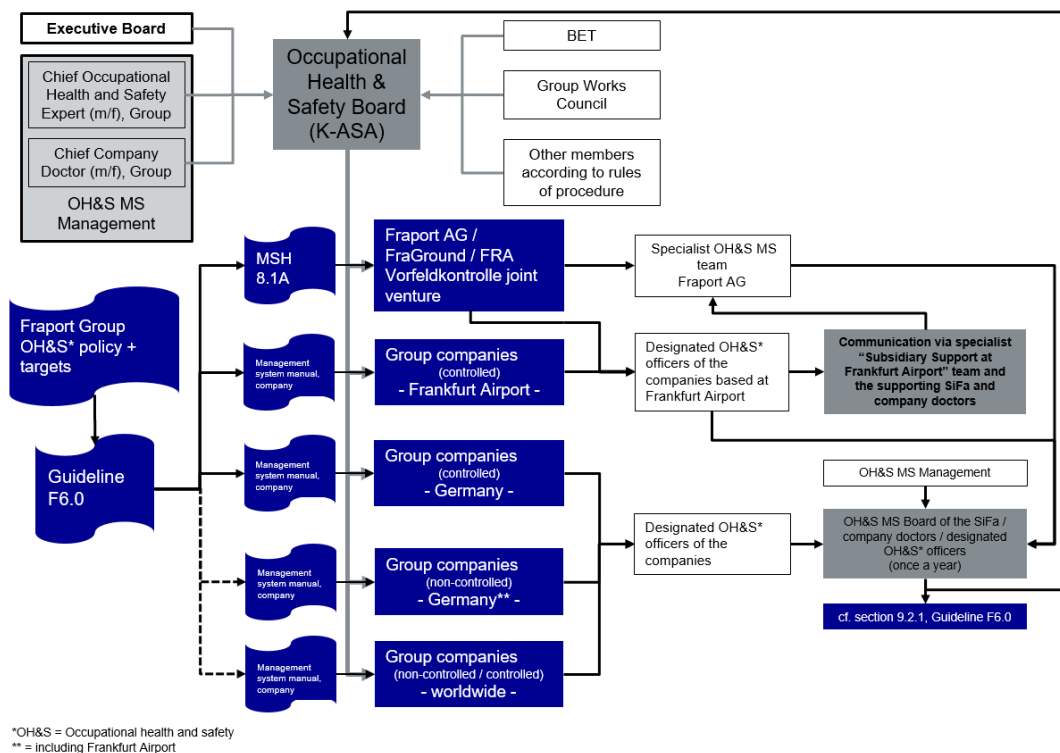 Executive Board
Chief Occupational
Health and Safety
Expert (m/f), Group
Chief Company
Doctor (m/f), Group
OH&S MS
Management
Occupational
Health &
Safety Board
(K-ASA)
BET
Group Works
Council
Other members
according to rules
of procedure
Fraport Group
OH&S* policy +
targets
Guideline
F6.0
MSH
8.1A
Fraport AG /
FraGround / FRA
Vorfeldkontrolle joint
venture
Specialist OH&S MS
team
Fraport AG
Management
system manual,
company
Group companies
(controlled)
- Frankfurt Airport -
Designated OH&S*
officers of the
companies based at
Frankfurt Airport
Communication via specialist
“Subsidiary Support at
Frankfurt Airport” team and
the supporting SiFa and
company doctors
Management
system manual,
company
Group companies
(controlled)
- Germany -
Management
system manual,
company
Group companies
(non-controlled)
- Germany** -
Management
system manual,
company
Group companies
(non-controlled / controlled)
- worldwide -
Designated OH&S*
officers of the
companies
OH&S MS Management
OH&S MS Board of the SiFa /
company doctors / designated
OH&S* officers
(once a year)
cf. section 9.2.1, Guideline F6.0
*OH&S = Occupational health and safety
** = including Frankfurt Airport